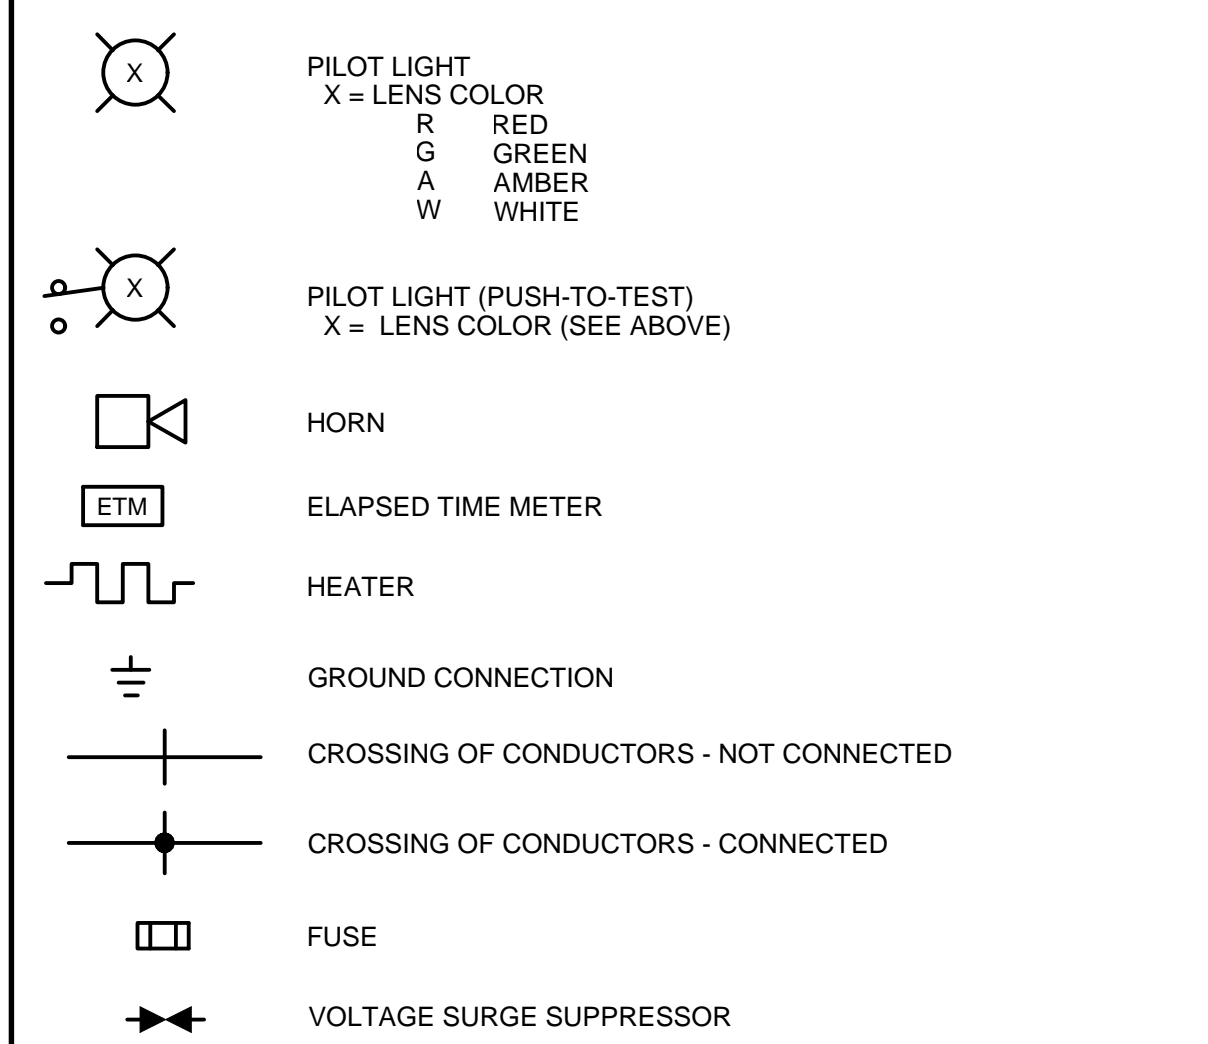 X
PILOT LIGHT
X = LENS COLOR
R RED
G GREEN
A AMBER
W WHITE
X
PILOT LIGHT (PUSH-TO-TEST)
X = LENS COLOR (SEE ABOVE)
HORN
ETM ELAPSED TIME METER
HEATER
GROUND CONNECTION
CROSSING OF CONDUCTORS - NOT CONNECTED
CROSSING OF CONDUCTORS - CONNECTED
FUSE
VOLTAGE SURGE SUPPRESSOR